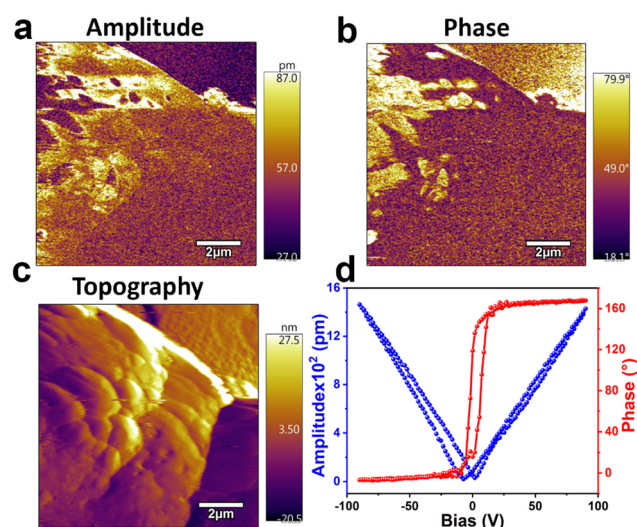 a Amplitude
pm
87.0
57.0
27.0
2μm
b Phase
79.9°
49.0°
18.1°
2μm
c Topography
nm
27.5
3.50
-20.5
2μm
d
16
12
8
4
0
Amplitudex10² (pm)
160
120
80
40
0
Phase (°)
-100 -50 0 50 100
Bias (V)